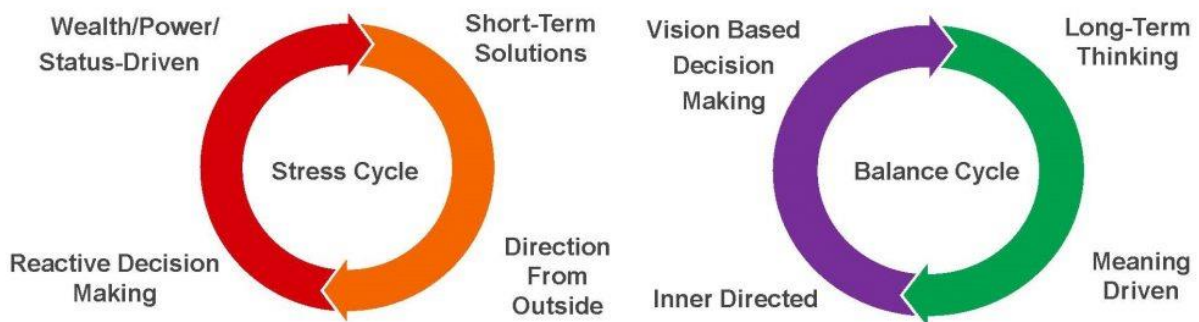 Wealth/Power/
Status-Driven
Short-Term
Solutions
Stress Cycle
Reactive Decision
Making
Direction
From
Outside
Vision Based
Decision
Making
Long-Term
Thinking
Balance Cycle
Inner Directed
Meaning
Driven